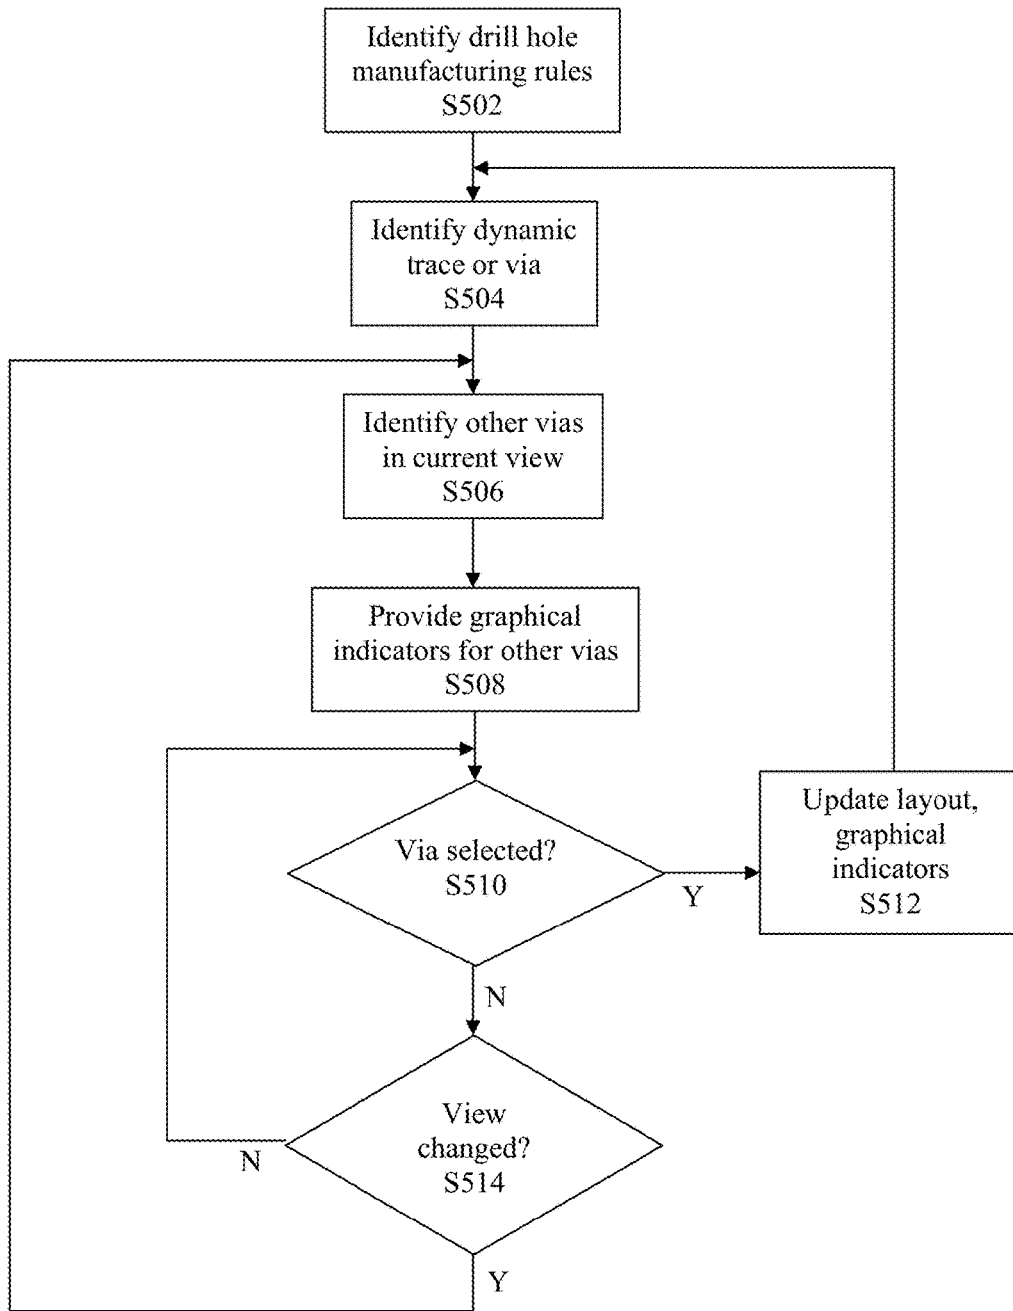 Identify drill hole
manufacturing rules
S502
Identify dynamic
trace or via
S504
Identify other vias
in current view
S506
Provide graphical
indicators for other vias
S508
Via selected?
S510
Y
Update layout,
graphical
indicators
S512
N
View
changed?
S514
N
Y